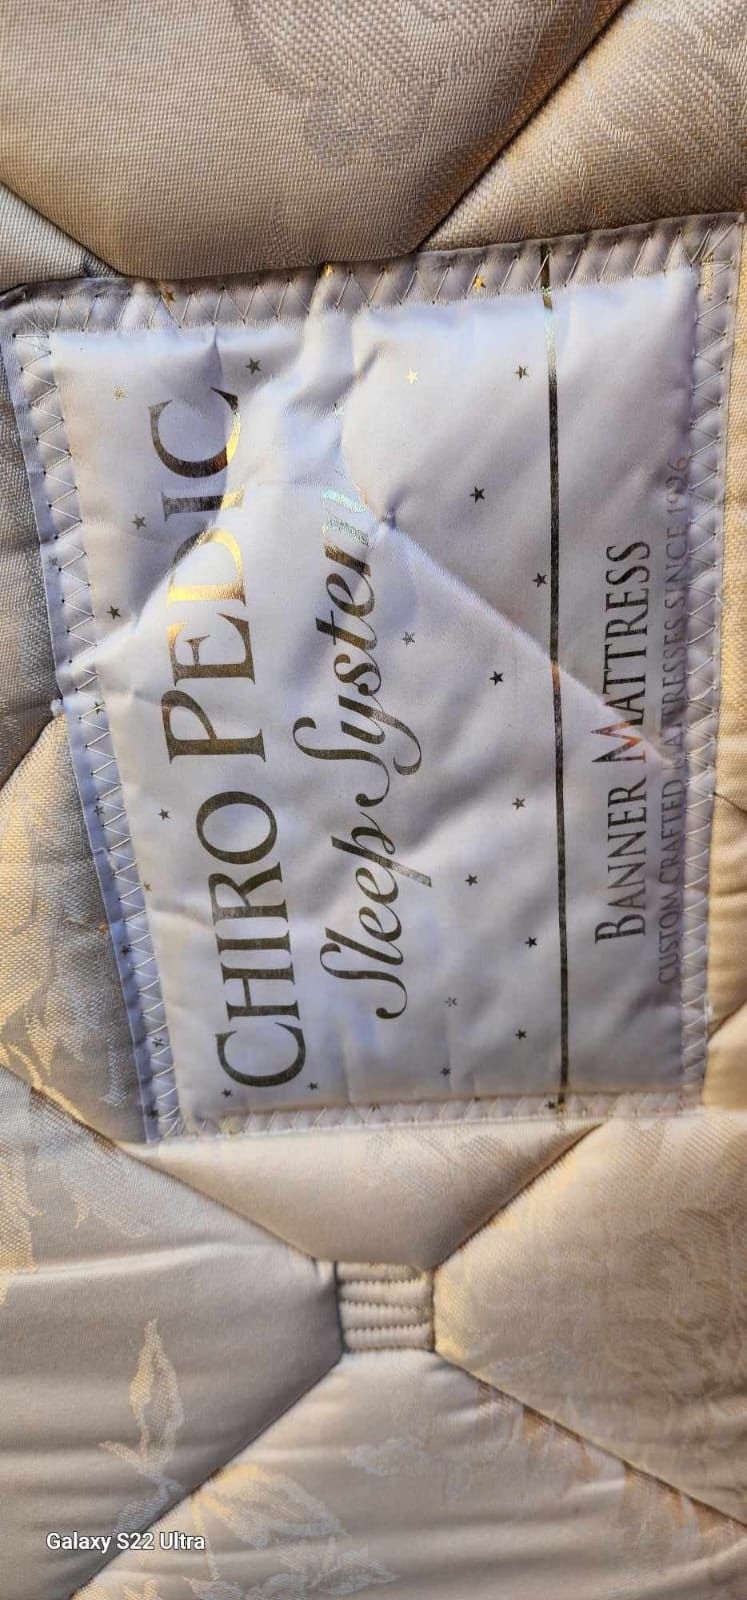 CHIRO PEDIC
Sleep System
BANNER MATTRESS
CUSTOM CRAFTED MATTRESSES SINCE 1926
Galaxy S22 Ultra